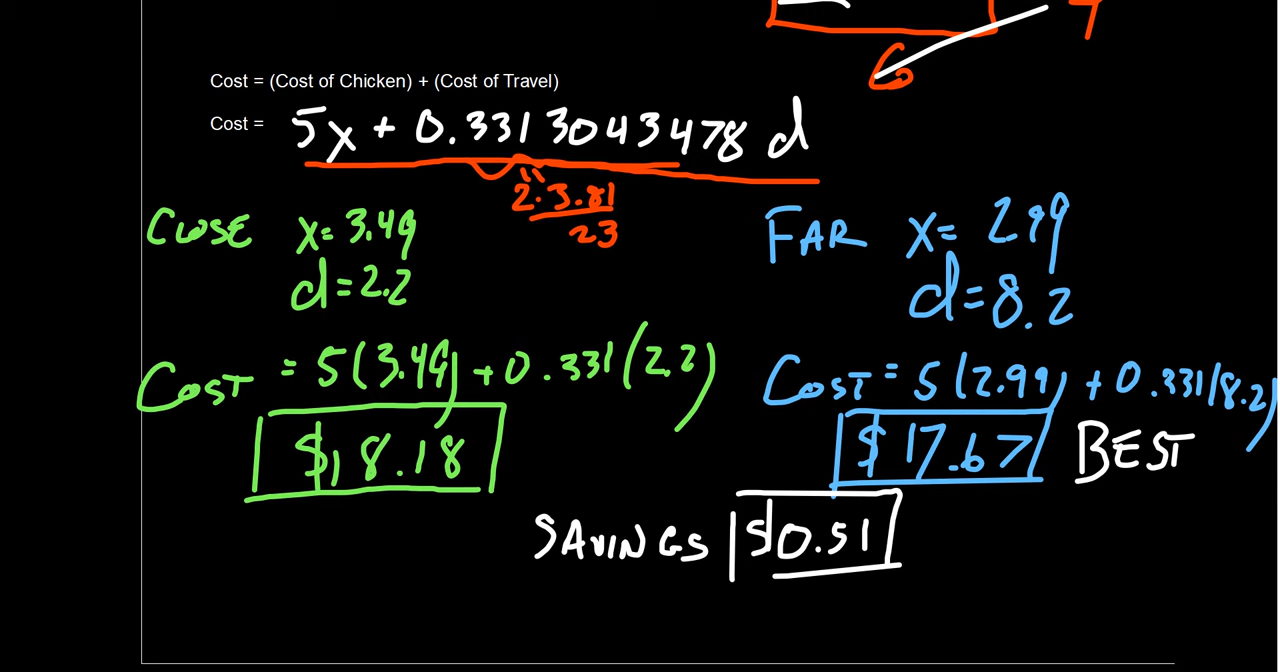 6
Cost = (Cost of Chicken) + (Cost of Travel)
Cost = 5x + 0.3313043478 d
2 · 3.81
23
CLOSE x = 3.49
d = 2.2
FAR x = 2.99
d = 8.2
COST = 5(3.49) + 0.331(2.2)
$18.18
COST = 5(2.99) + 0.331(8.2)
$17.67 BEST
SAVINGS $0.51